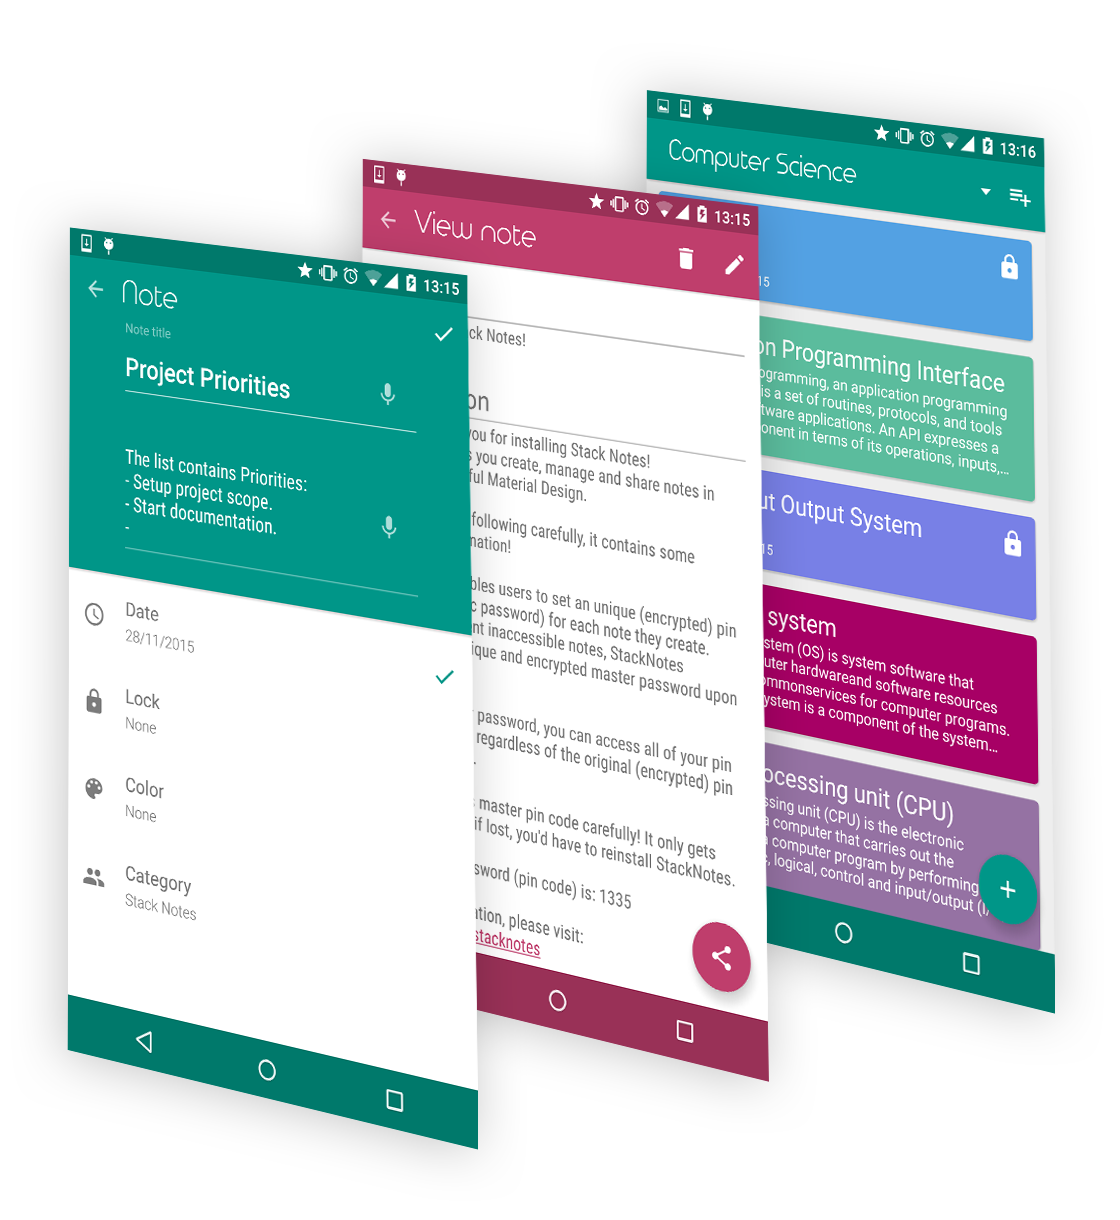 13:15
Note
Note title
Project Priorities
The list contains Priorities:
- Setup project scope.
- Start documentation.
-
Date
28/11/2015
Lock
None
Color
None
Category
Stack Notes
13:15
View note
ck Notes!
on
you for installing Stack Notes!
s you create, manage and share notes in
ful Material Design.
following carefully, it contains some
mation!
bles users to set an unique (encrypted) pin
c password) for each note they create.
ent inaccessible notes, StackNotes
ique and encrypted master password upon
r password, you can access all of your pin
regardless of the original (encrypted) pin
.
s master pin code carefully! It only gets
if lost, you'd have to reinstall StackNotes.
sword (pin code) is: 1335
ation, please visit:
stacknotes
13:16
Computer Science
15
on Programming Interface
ogramming, an application programming
is a set of routines, protocols, and tools
tware applications. An API expresses a
onent in terms of its operations, inputs,...
ut Output System
15
system
stem (OS) is system software that
uter hardwareand software resources
ommonservices for computer programs.
ystem is a component of the system...
ocessing unit (CPU)
ssing unit (CPU) is the electronic
a computer that carries out the
a computer program by performing
c, logical, control and input/output (I/